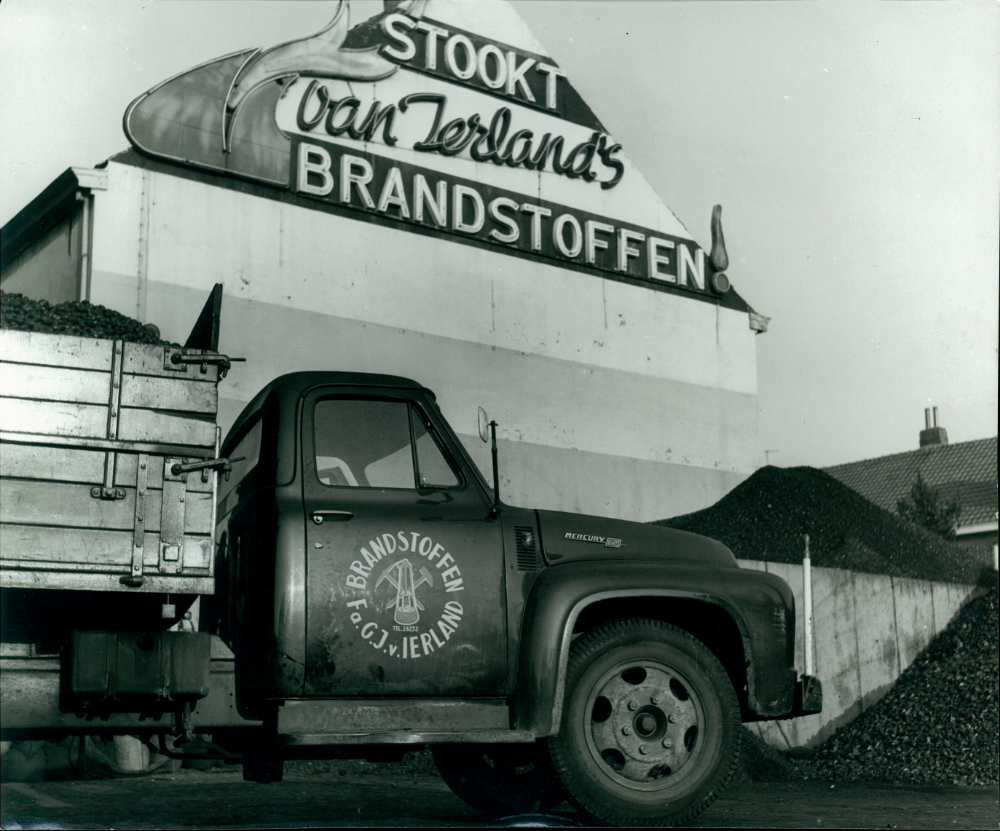 STOOKT
van Ierland's
BRANDSTOFFEN!
MERCURY
BRANDSTOFFEN
Fa. G.J. v. IERLAND